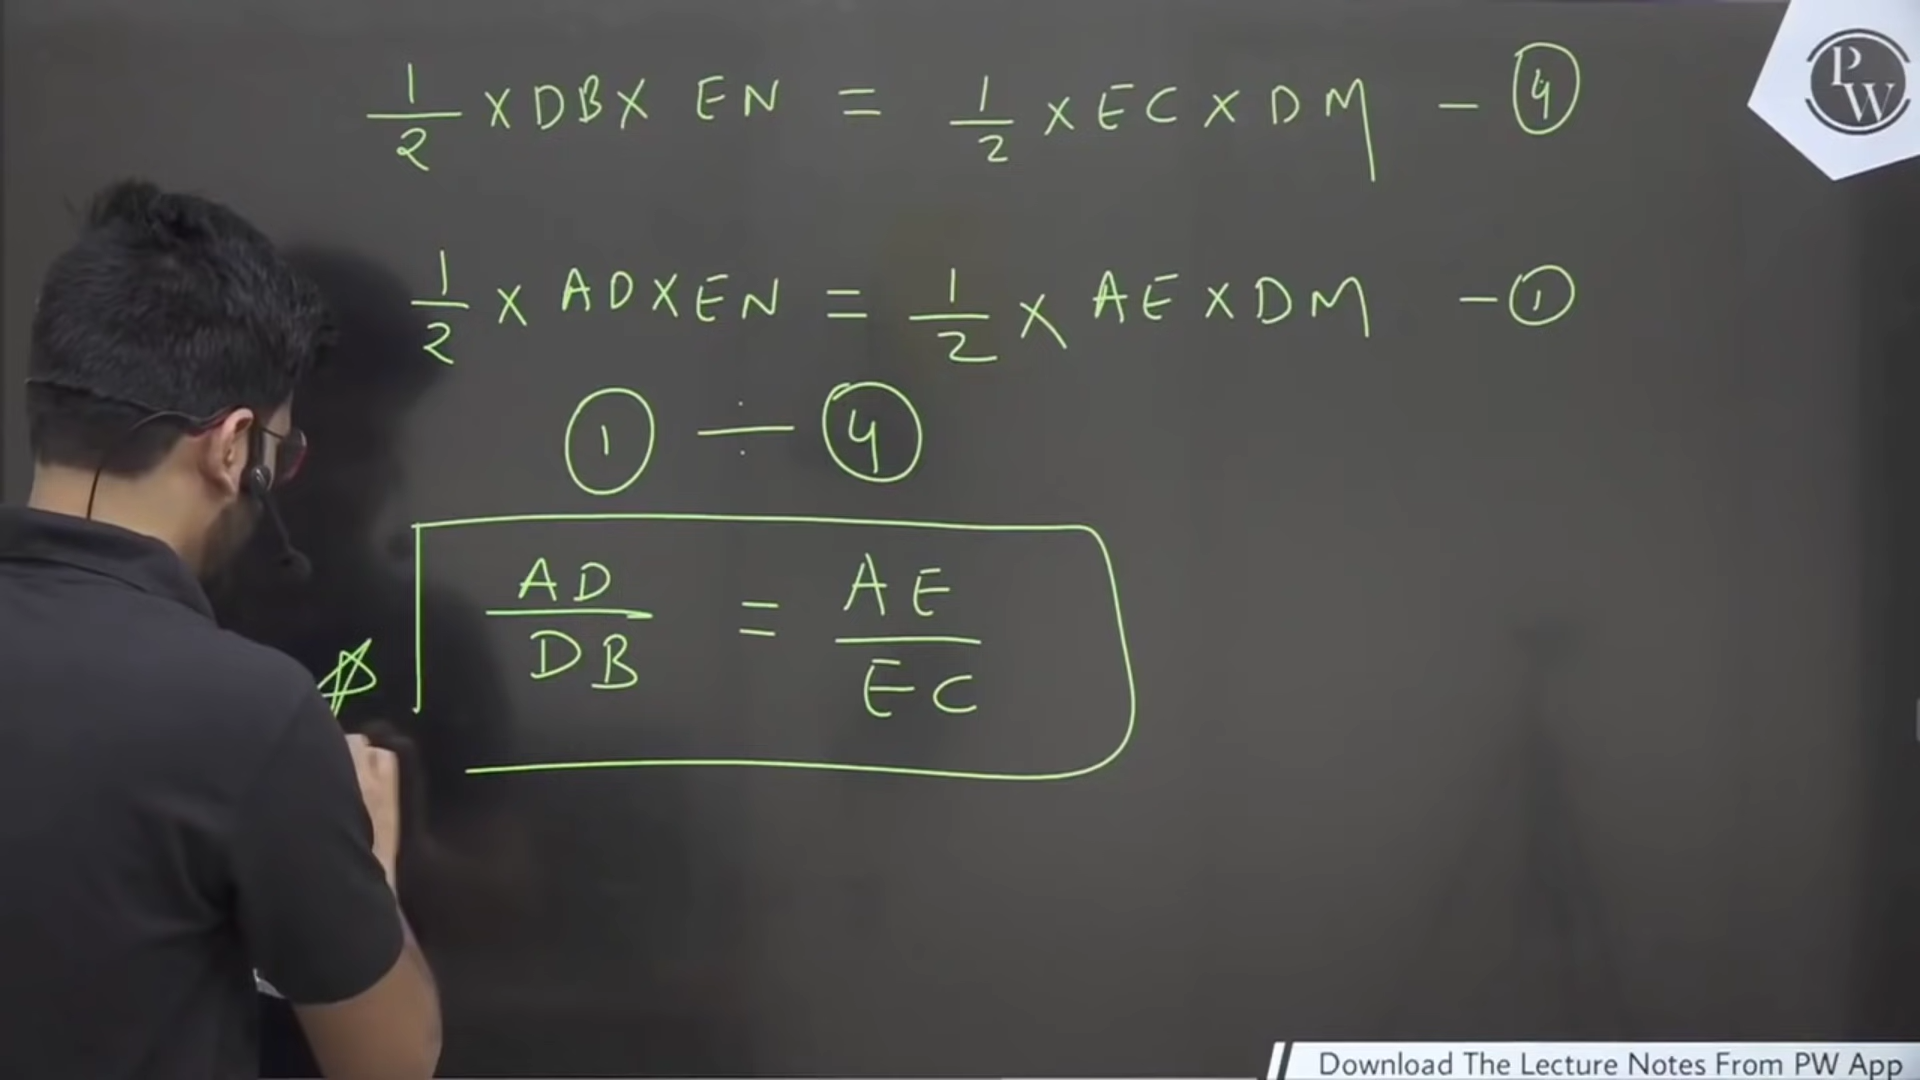 PW
1/2 × DB × EN = 1/2 × EC × DM – ④
1/2 × AD × EN = 1/2 × AE × DM – ①
① ÷ ④
AD/DB = AE/EC
Download The Lecture Notes From PW App